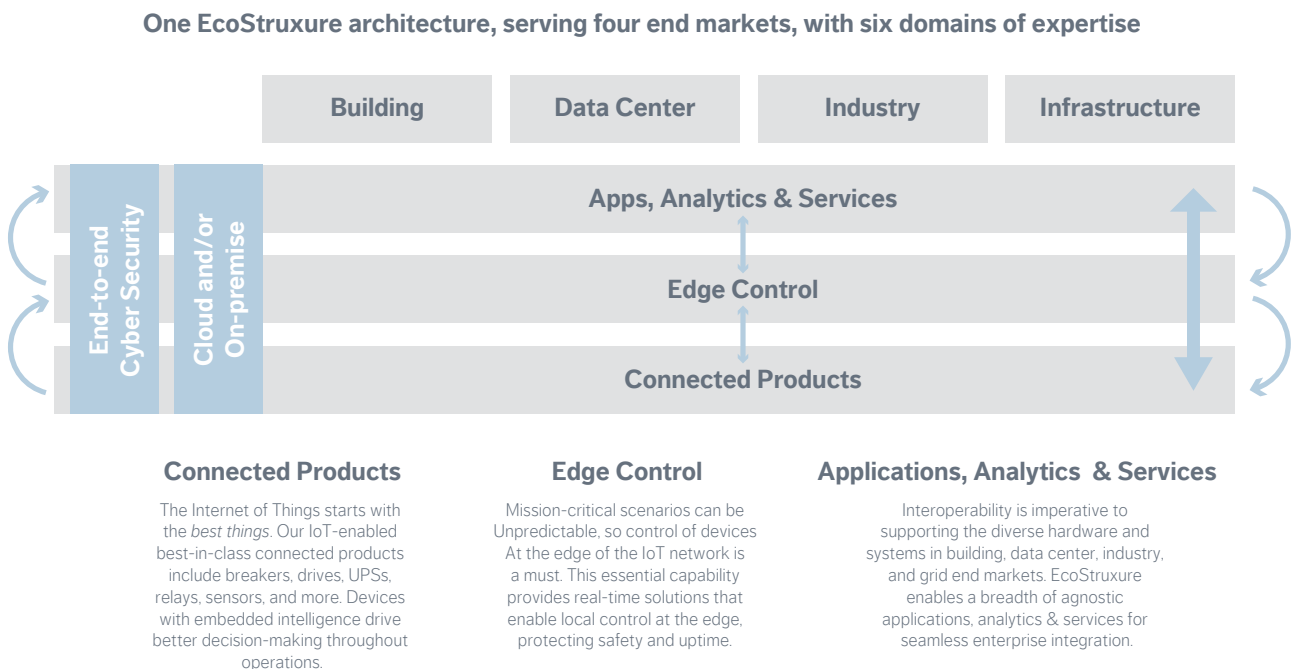 One EcoStruxure architecture, serving four end markets, with six domains of expertise
Building
Data Center
Industry
Infrastructure
End-to-end
Cyber Security
Cloud and/or
On-premise
Apps, Analytics & Services
Edge Control
Connected Products
Connected Products
The Internet of Things starts with
the best things. Our IoT-enabled
best-in-class connected products
include breakers, drives, UPSs,
relays, sensors, and more. Devices
with embedded intelligence drive
better decision-making throughout
operations.
Edge Control
Mission-critical scenarios can be
Unpredictable, so control of devices
At the edge of the IoT network is
a must. This essential capability
provides real-time solutions that
enable local control at the edge,
protecting safety and uptime.
Applications, Analytics & Services
Interoperability is imperative to
supporting the diverse hardware and
systems in building, data center, industry,
and grid end markets. EcoStruxure
enables a breadth of agnostic
applications, analytics & services for
seamless enterprise integration.